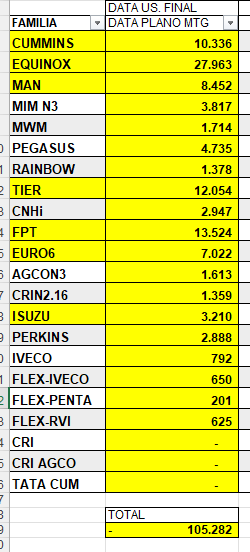 DATA US. FINAL
FAMILIA DATA PLANO MTG
CUMMINS 10.336
EQUINOX 27.963
MAN 8.452
MIM N3 3.817
MWM 1.714
PEGASUS 4.735
RAINBOW 1.378
TIER 12.054
CNHi 2.947
FPT 13.524
EURO6 7.022
AGCON3 1.613
CRIN2.16 1.359
ISUZU 3.210
PERKINS 2.888
IVECO 792
FLEX-IVECO 650
FLEX-PENTA 201
FLEX-RVI 625
CRI -
CRI AGCO -
TATA CUM -
TOTAL
- 105.282